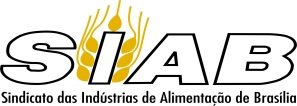 SIAB
Sindicato das Indústrias de Alimentação de Brasília